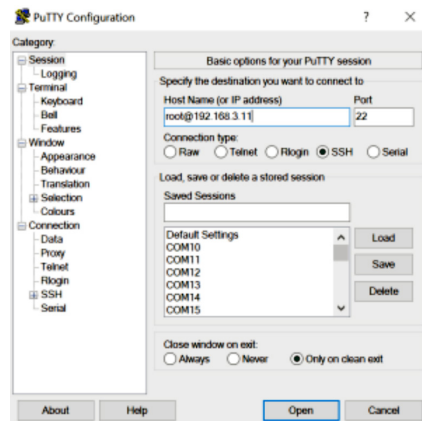 PuTTY Configuration
?
Category:
Session
Logging
Terminal
Keyboard
Bell
Features
Window
Appearance
Behaviour
Translation
Selection
Colours
Connection
Data
Proxy
Telnet
Rlogin
SSH
Serial
Basic options for your PuTTY session
Specify the destination you want to connect to
Host Name (or IP address)
Port
root@192.168.3.11
22
Connection type:
Raw
Telnet
Rlogin
SSH
Serial
Load, save or delete a stored session
Saved Sessions
Default Settings
COM10
COM11
COM12
COM13
COM14
COM15
Load
Save
Delete
Close window on exit:
Always
Never
Only on clean exit
About
Help
Open
Cancel